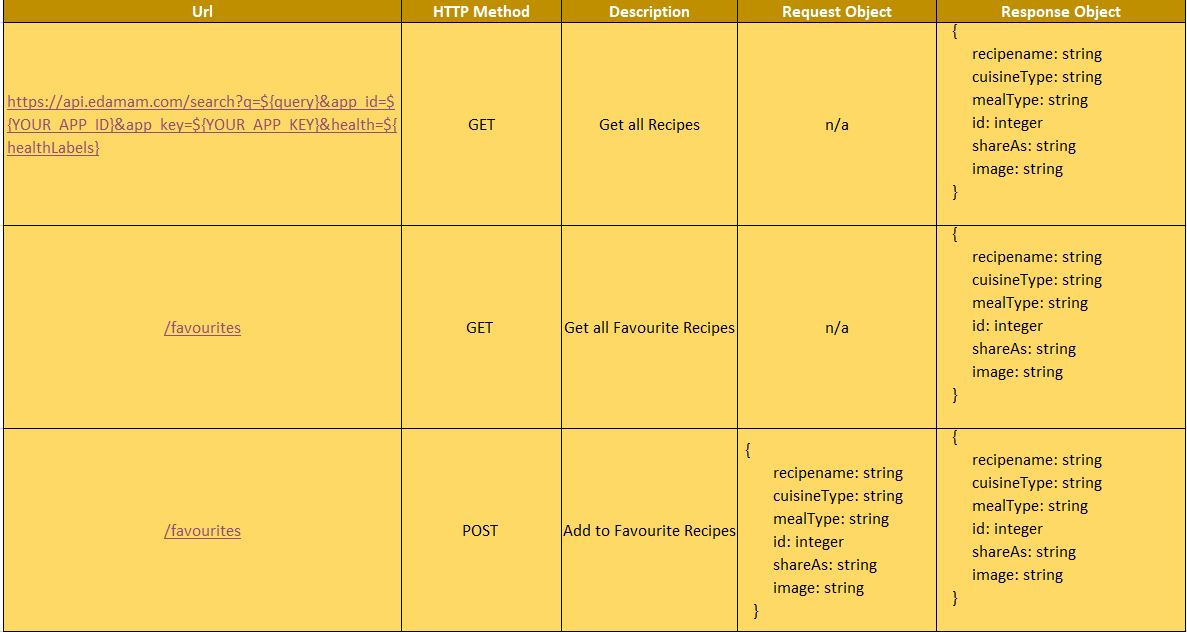 Url HTTP Method Description Request Object Response Object
https://api.edamam.com/search?q=${query}&app_id=$
{YOUR_APP_ID}&app_key=${YOUR_APP_KEY}&health=${
healthLabels}
GET
Get all Recipes
n/a
{
recipename: string
cuisineType: string
mealType: string
id: integer
shareAs: string
image: string
}
/favourites
GET
Get all Favourite Recipes
n/a
{
recipename: string
cuisineType: string
mealType: string
id: integer
shareAs: string
image: string
}
/favourites
POST
Add to Favourite Recipes
{
recipename: string
cuisineType: string
mealType: string
id: integer
shareAs: string
image: string
}
{
recipename: string
cuisineType: string
mealType: string
id: integer
shareAs: string
image: string
}